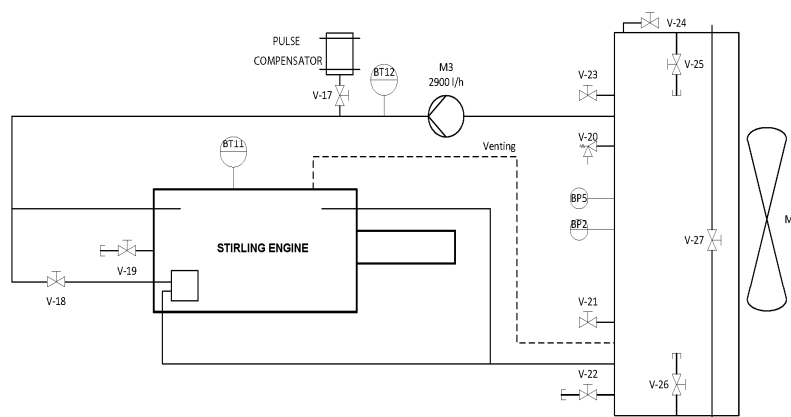 V-24
PULSE
COMPENSATOR
BT12
M3
2900 l/h
V-25
V-23
V-17
V-20
BT11
Venting
BP5
M
STIRLING ENGINE
BP2
V-27
V-19
V-18
V-21
V-22
V-26